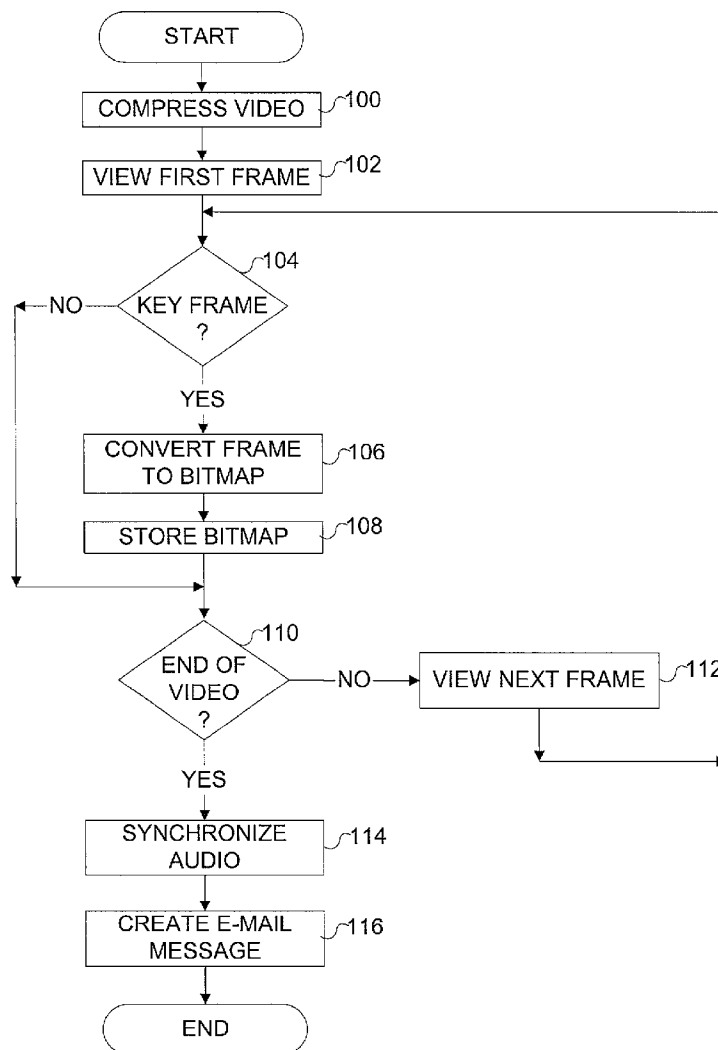 START
COMPRESS VIDEO
100
VIEW FIRST FRAME
102
104
KEY FRAME
?
NO
YES
CONVERT FRAME
TO BITMAP
106
STORE BITMAP
108
110
END OF
VIDEO
?
NO
VIEW NEXT FRAME
112
YES
SYNCHRONIZE
AUDIO
114
CREATE E-MAIL
MESSAGE
116
END